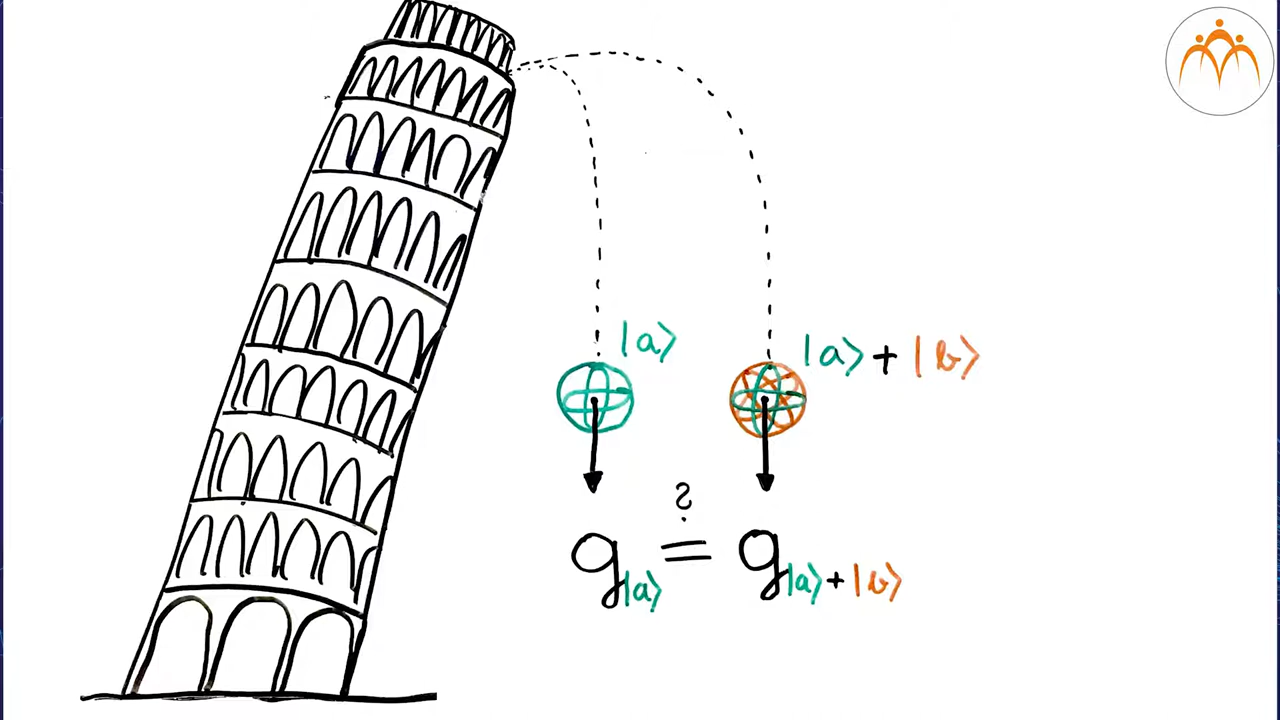 |a⟩
|a⟩ + |b⟩
?
g|a⟩ = g|a⟩+|b⟩